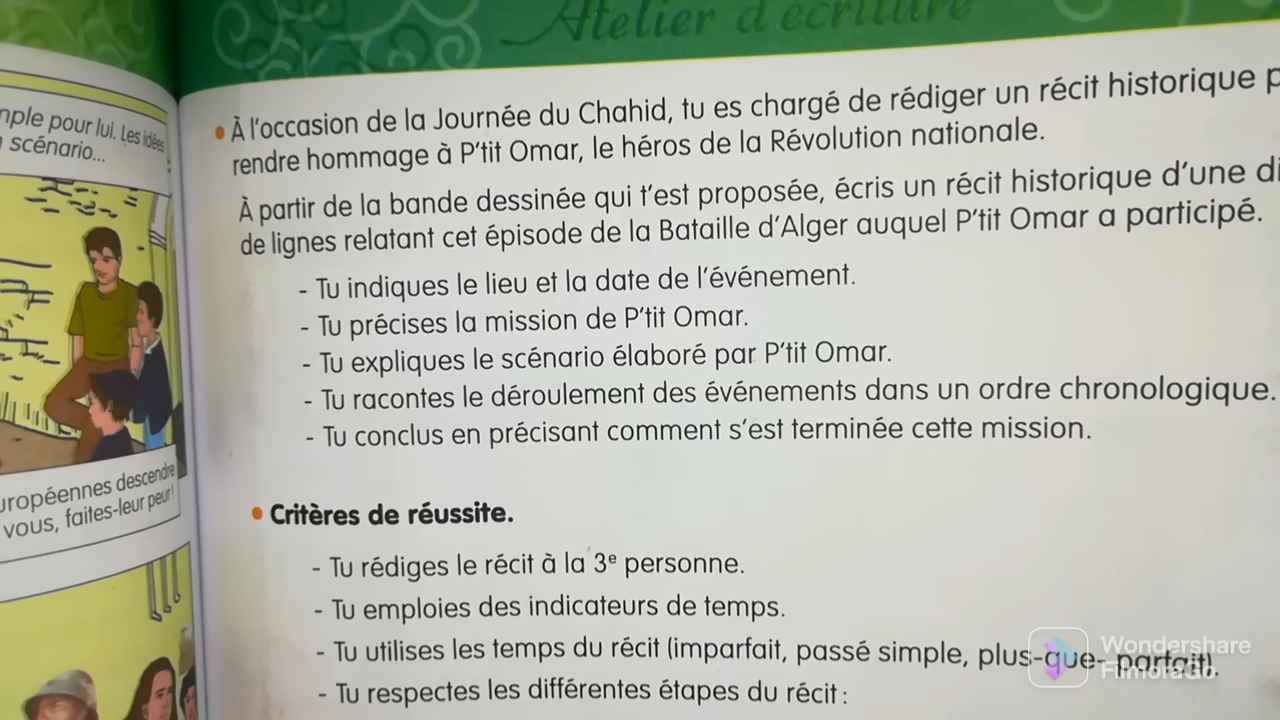 Atelier d'écriture
pour lui. Les idées
scénario...
descendre
vous, faites-leur peur!
• À l'occasion de la Journée du Chahid, tu es chargé de rédiger un récit historique
rendre hommage à P'tit Omar, le héros de la Révolution nationale.
À partir de la bande dessinée qui t'est proposée, écris un récit historique d'une
de lignes relatant cet épisode de la Bataille d'Alger auquel P'tit Omar a participé.
- Tu indiques le lieu et la date de l'événement.
- Tu précises la mission de P'tit Omar.
- Tu expliques le scénario élaboré par P'tit Omar.
- Tu racontes le déroulement des événements dans un ordre chronologique.
- Tu conclus en précisant comment s'est terminée cette mission.
• Critères de réussite.
- Tu rédiges le récit à la 3e personne.
- Tu emploies des indicateurs de temps.
- Tu utilises les temps du récit (imparfait, passé simple, plus-que- parfait).
- Tu respectes les différentes étapes du récit :
Wondershare
FilmoraGo